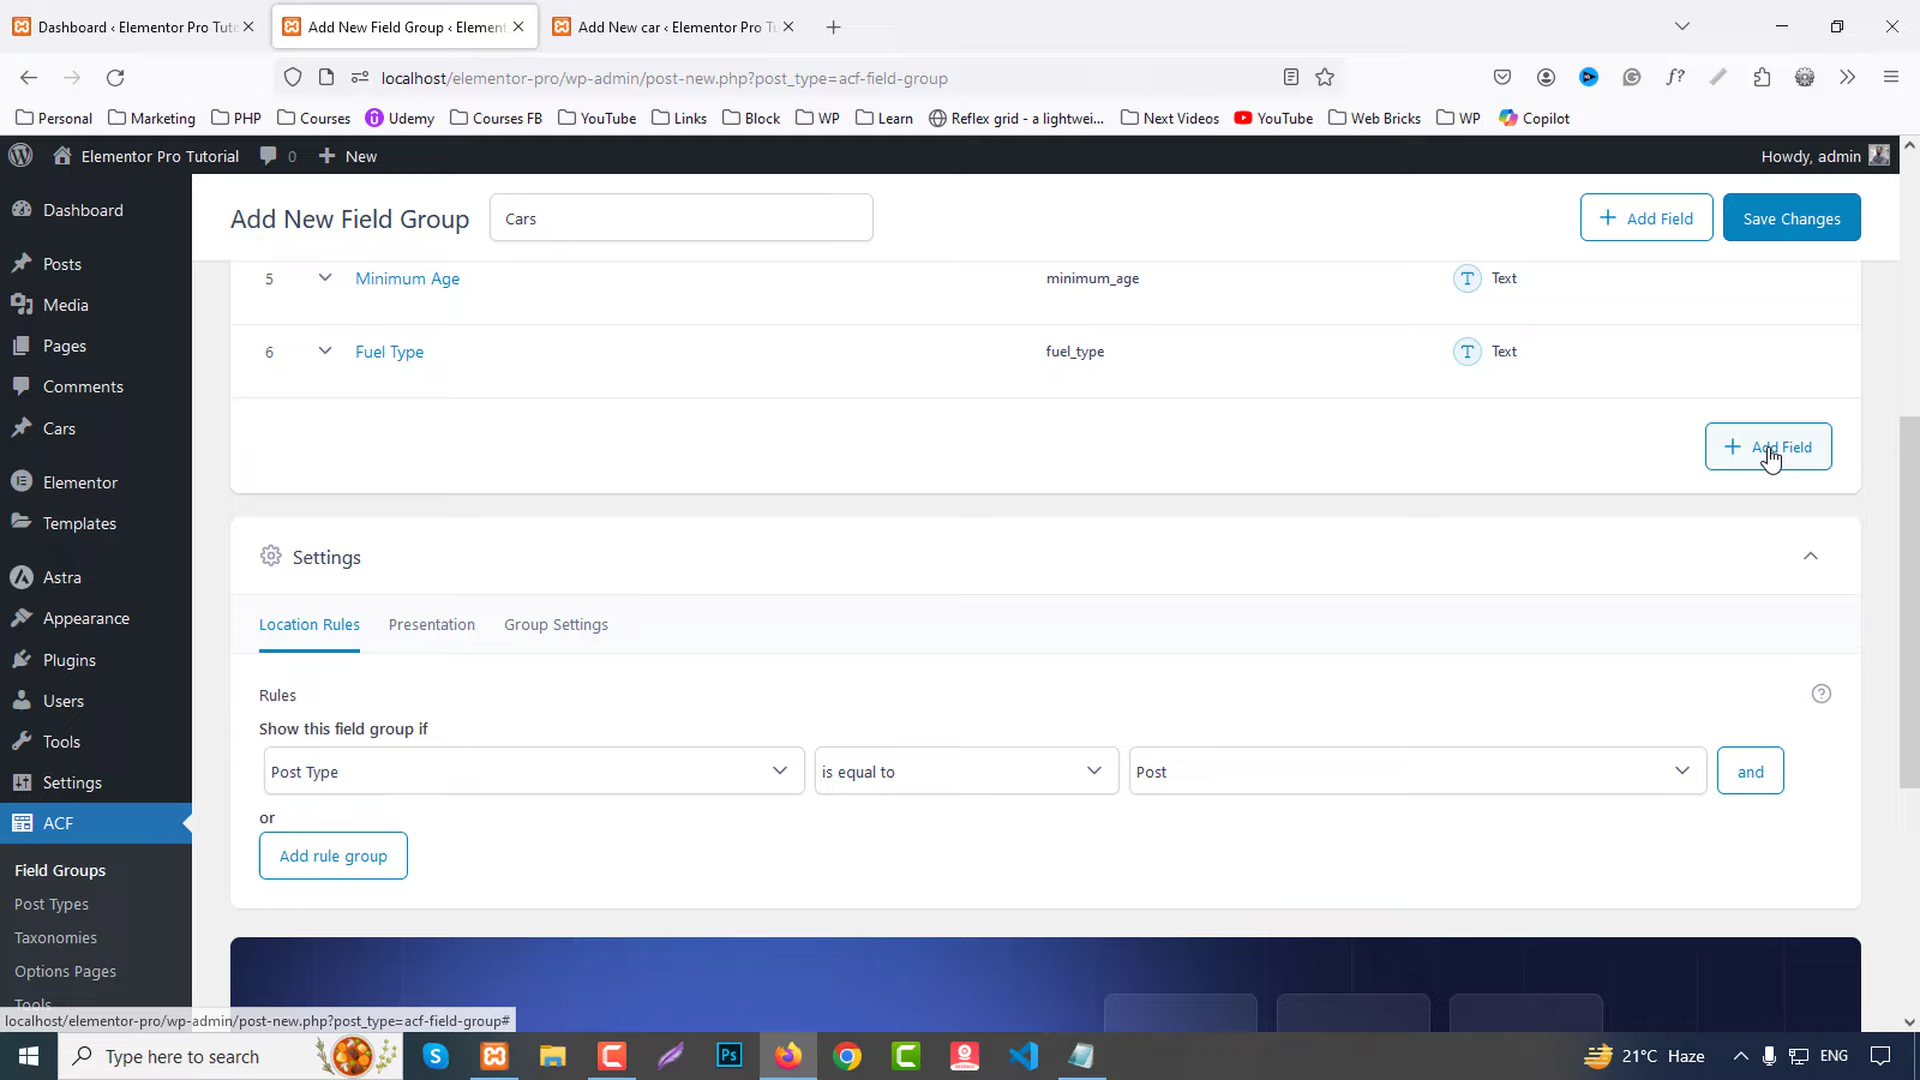 Dashboard ‹ Elementor Pro Tuto
Add New Field Group ‹ Element
Add New car ‹ Elementor Pro Tu
localhost/elementor-pro/wp-admin/post-new.php?post_type=acf-field-group
Personal
Marketing
PHP
Courses
Udemy
Courses FB
YouTube
Links
Block
WP
Learn
Reflex grid - a lightwei...
Next Videos
YouTube
Web Bricks
WP
Copilot
Elementor Pro Tutorial
0
New
Howdy, admin
Dashboard
Posts
Media
Pages
Comments
Cars
Elementor
Templates
Astra
Appearance
Plugins
Users
Tools
Settings
ACF
Field Groups
Post Types
Taxonomies
Options Pages
Tools
Add New Field Group
Cars
+ Add Field
Save Changes
5
Minimum Age
minimum_age
T Text
6
Fuel Type
fuel_type
T Text
+ Add Field
Settings
Location Rules
Presentation
Group Settings
Rules
Show this field group if
Post Type
is equal to
Post
and
or
Add rule group
localhost/elementor-pro/wp-admin/post-new.php?post_type=acf-field-group#
Type here to search
Ps
21°C Haze
ENG